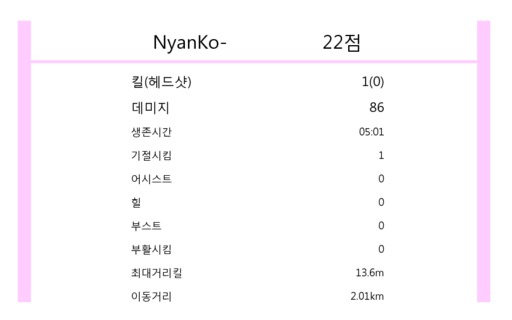 NyanKo- 22점
킬(헤드샷) 1(0)
데미지 86
생존시간 05:01
기절시킴 1
어시스트 0
힐 0
부스트 0
부활시킴 0
최대거리킬 13.6m
이동거리 2.01km